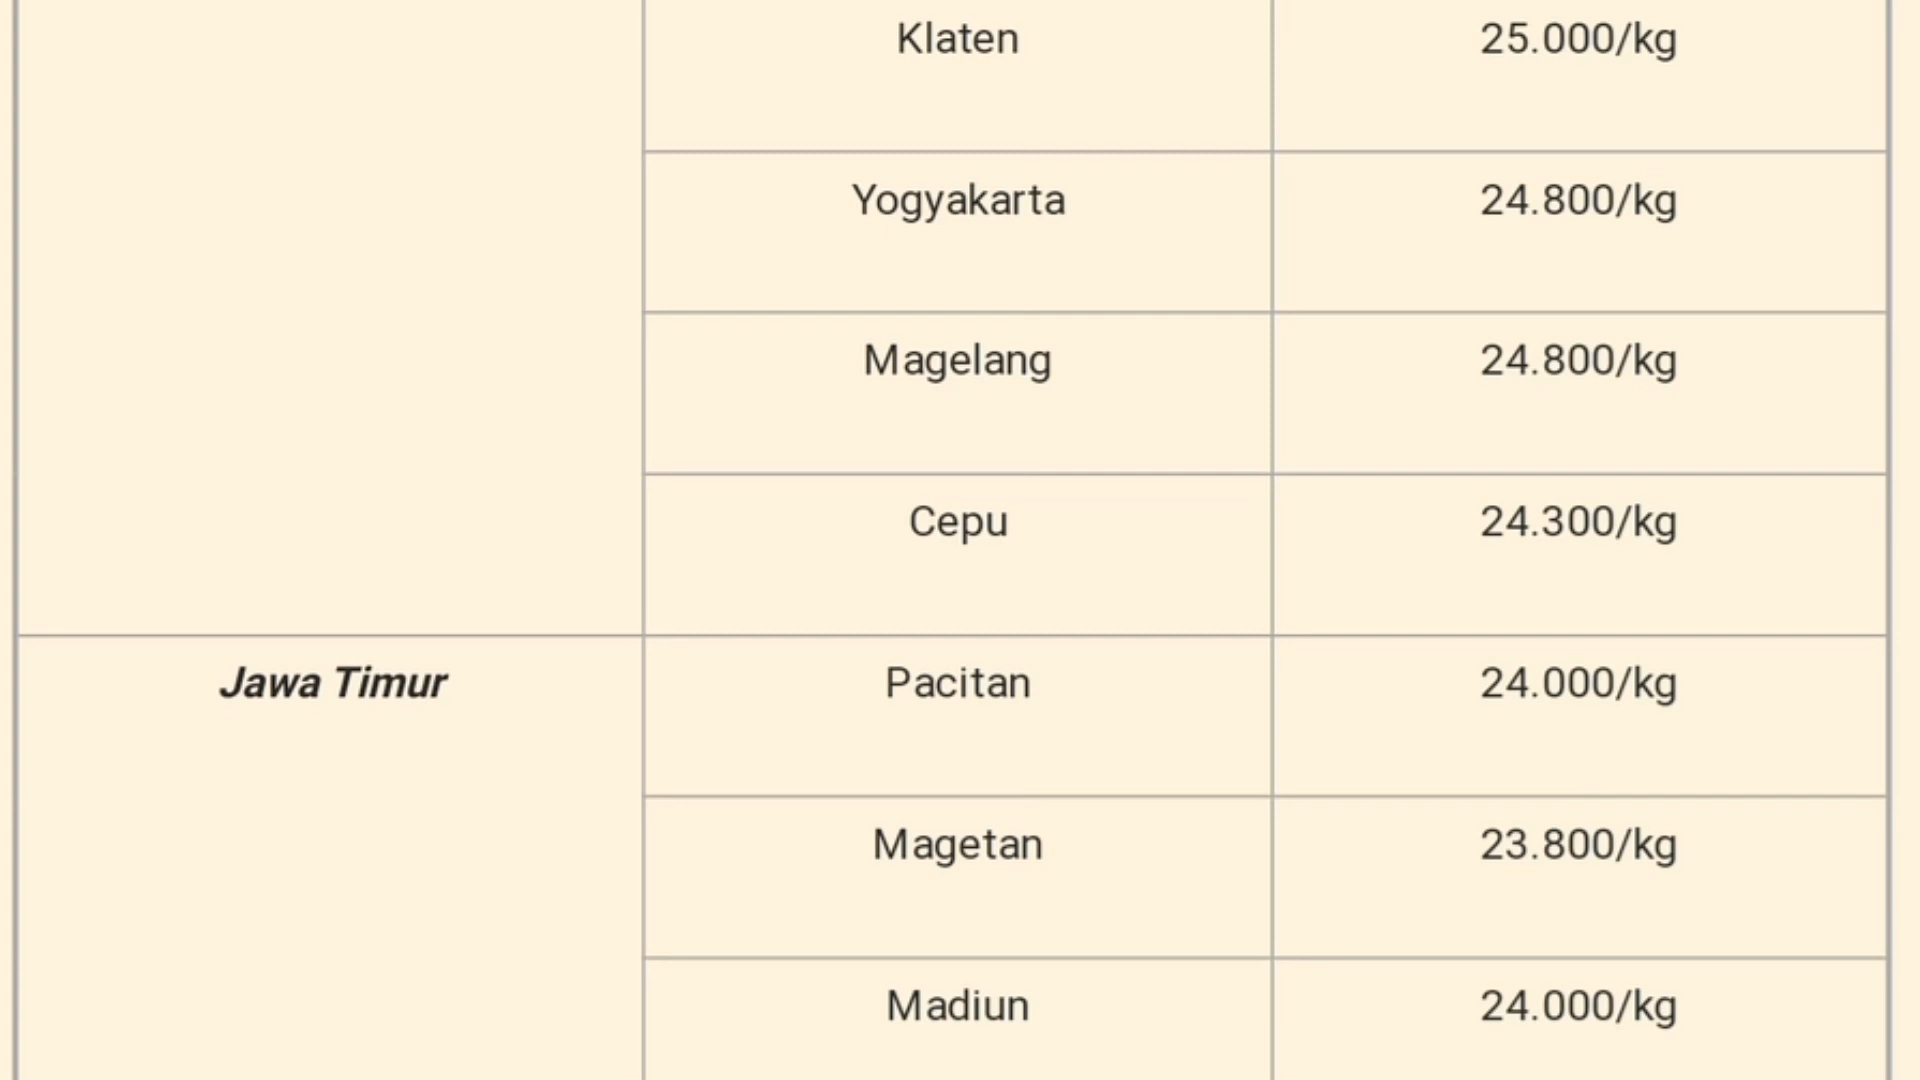 Klaten 25.000/kg
Yogyakarta 24.800/kg
Magelang 24.800/kg
Cepu 24.300/kg
Jawa Timur Pacitan 24.000/kg
Magetan 23.800/kg
Madiun 24.000/kg